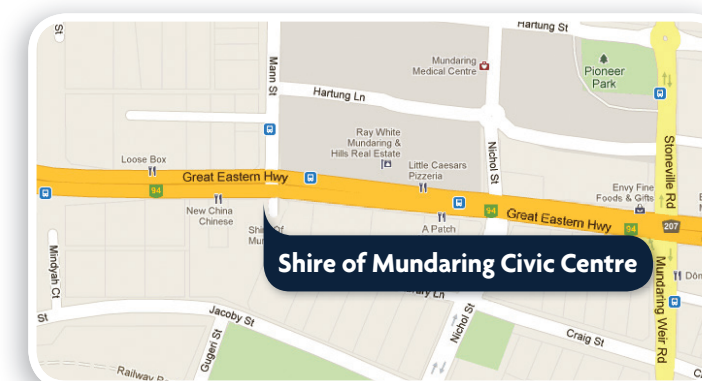 Hartung St
St
Mann St
Mundaring
Medical Centre
Pioneer
Park
Hartung Ln
Ray White
Mundaring &
Hills Real Estate
Loose Box
Little Caesars
Pizzeria
Nichol St
Stoneville Rd
Great Eastern Hwy
94
New China
Chinese
94
Great Eastern Hwy
94
207
Envy Fine
Foods & Gifts
A Patch
Mindyah Ct
Shire of Mundaring Civic Centre
Mundaring Weir Rd
Ln
St
Jacoby St
Gugeri St
Nichol St
Craig St
Railway